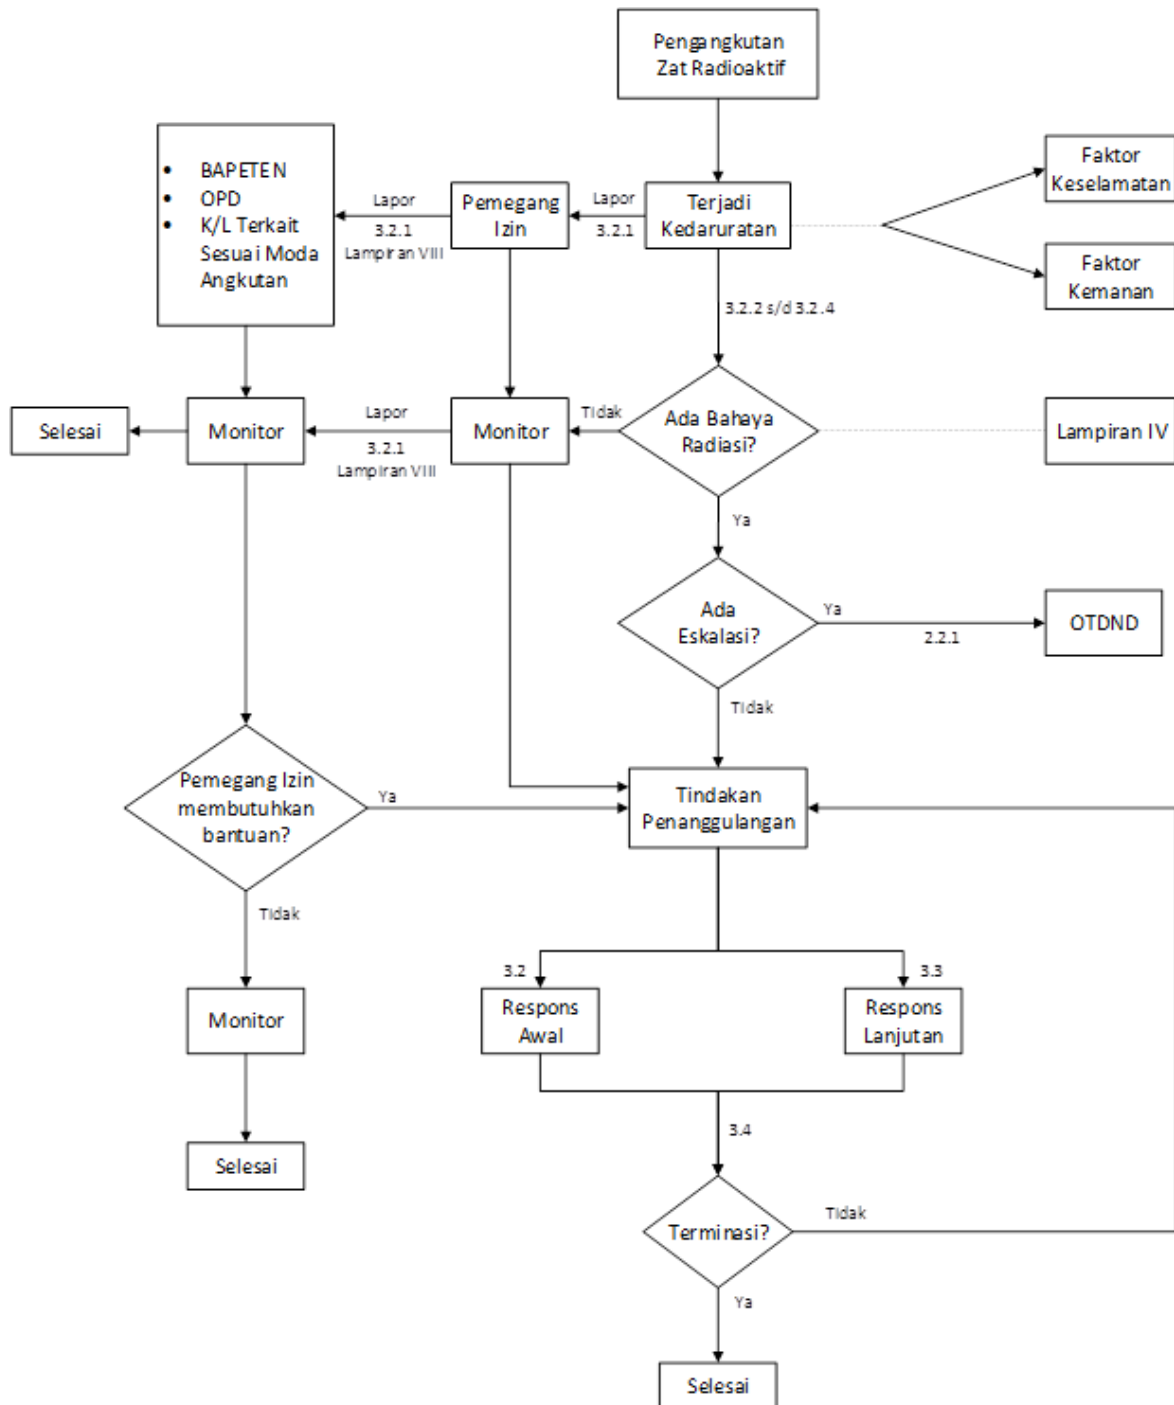 Pengangkutan
Zat Radioaktif
• BAPETEN
• OPD
• K/L Terkait
Sesuai Moda
Angkutan
Lapor
3.2.1
Lampiran VIII
Pemegang
Izin
Lapor
3.2.1
Terjadi
Kedaruratan
Faktor
Keselamatan
Faktor
Kemanan
3.2.2 s/d 3.2.4
Selesai
Monitor
Lapor
3.2.1
Lampiran VIII
Monitor
Tidak
Ada Bahaya
Radiasi?
Lampiran IV
Ya
Ada
Eskalasi?
Ya
2.2.1
OTDND
Tidak
Pemegang Izin
membutuhkan
bantuan?
Ya
Tindakan
Penanggulangan
Tidak
Monitor
3.2
Respons
Awal
3.3
Respons
Lanjutan
3.4
Selesai
Terminasi?
Tidak
Ya
Selesai